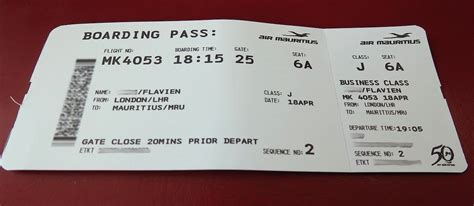 BOARDING PASS:
AIR MAURITIUS
FLIGHT NO: BOARDING TIME: GATE: SEAT:
MK4053 18:15 25 6A
NAME:
/FLAVIEN
CLASS:
J
FROM: LONDON/LHR
DATE:
18APR
TO: MAURITIUS/MRU
GATE CLOSE 20MINS PRIOR DEPART
ETKT SEQUENCE NO: 2
AIR MAURITIUS
CLASS: SEAT:
J 6A
BUSINESS CLASS
/FLAVIEN
MK 4053 18APR
FROM: LONDON/LHR
TO: MAURITIUS/MRU
DEPARTURE TIME: 19:05
ETKT
SEQUENCE NO: 2
50